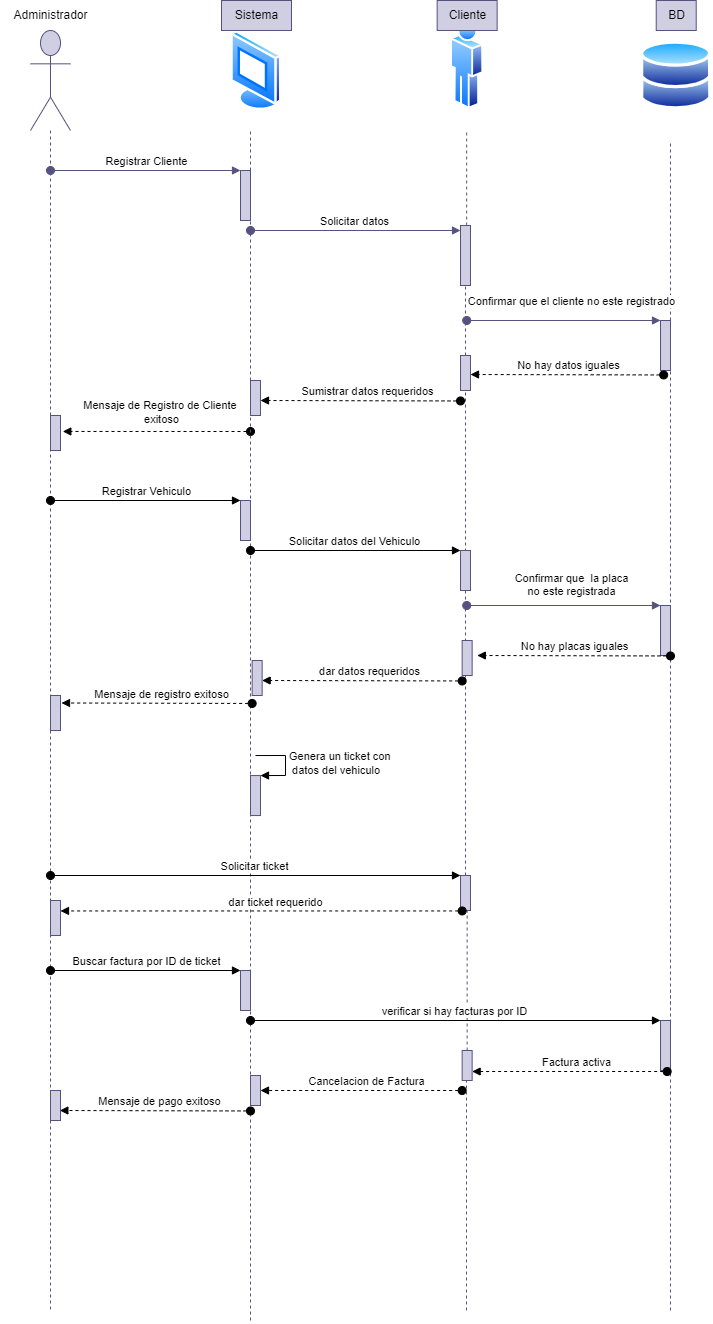 Administrador
Sistema
Cliente
BD
Registrar Cliente
Solicitar datos
Confirmar que el cliente no este registrado
No hay datos iguales
Sumistrar datos requeridos
Mensaje de Registro de Cliente
exitoso
Registrar Vehiculo
Solicitar datos del Vehiculo
Confirmar que la placa
no este registrada
No hay placas iguales
dar datos requeridos
Mensaje de registro exitoso
Genera un ticket con
datos del vehiculo
Solicitar ticket
dar ticket requerido
Buscar factura por ID de ticket
verificar si hay facturas por ID
Factura activa
Cancelacion de Factura
Mensaje de pago exitoso